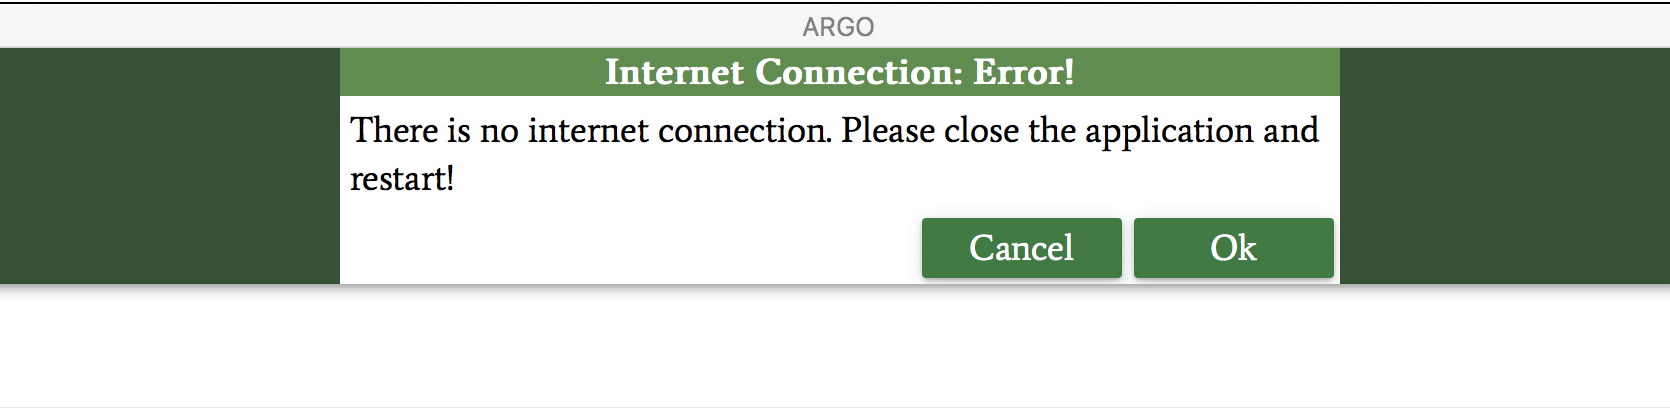 ARGO
Internet Connection: Error!
There is no internet connection. Please close the application and
restart!
Cancel Ok